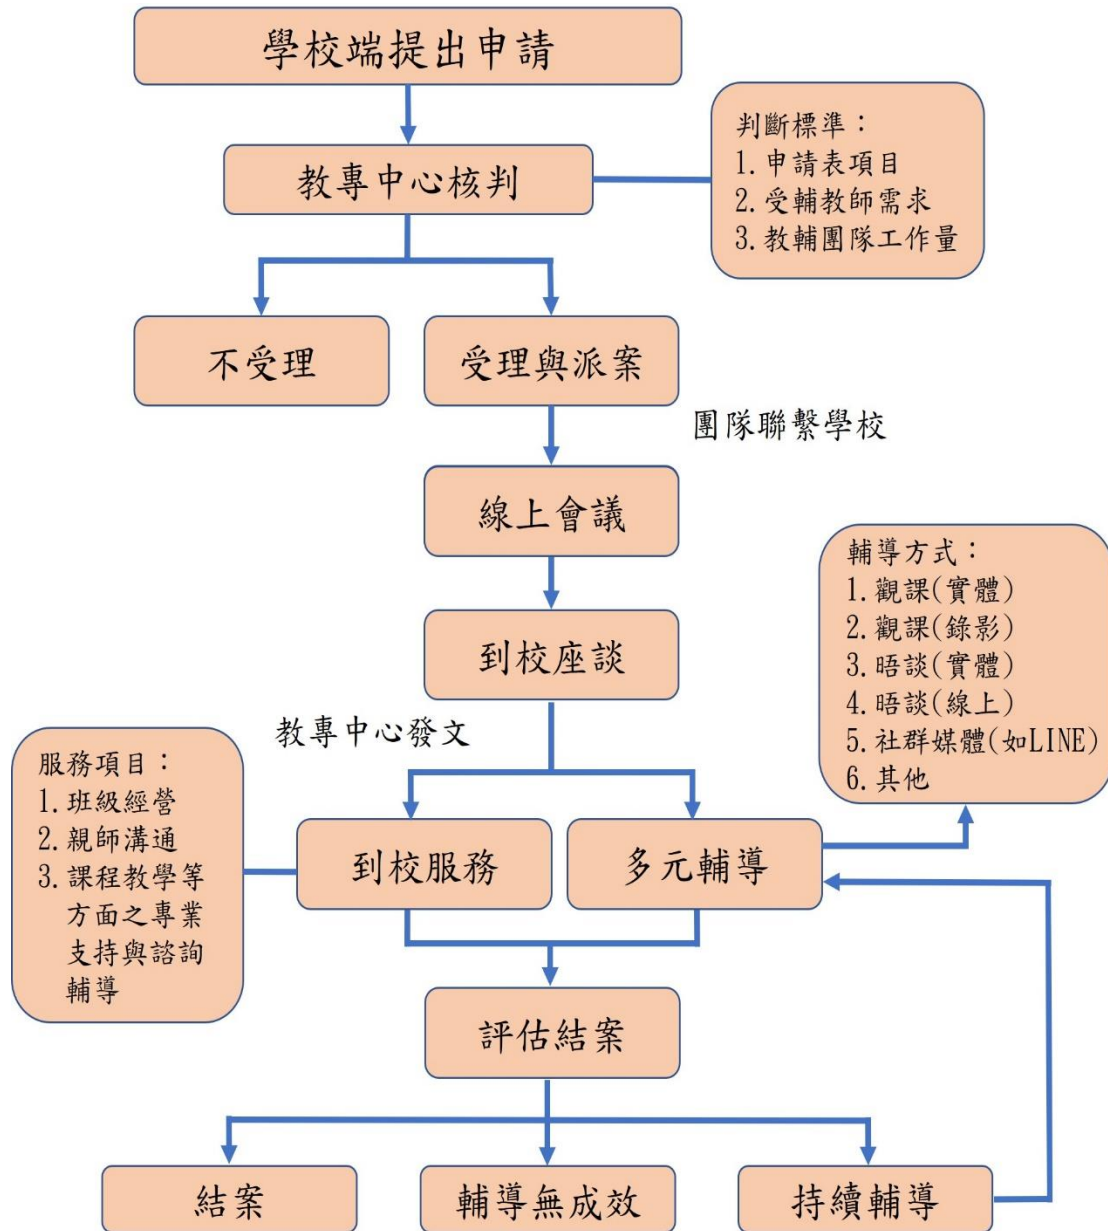 學校端提出申請
教專中心核判
判斷標準：
1.申請表項目
2.受輔教師需求
3.教輔團隊工作量
不受理
受理與派案
團隊聯繫學校
線上會議
到校座談
輔導方式：
1.觀課(實體)
2.觀課(錄影)
3.晤談(實體)
4.晤談(線上)
5.社群媒體(如LINE)
6.其他
教專中心發文
服務項目：
1.班級經營
2.親師溝通
3.課程教學等
方面之專業
支持與諮詢
輔導
到校服務
多元輔導
評估結案
結案
輔導無成效
持續輔導